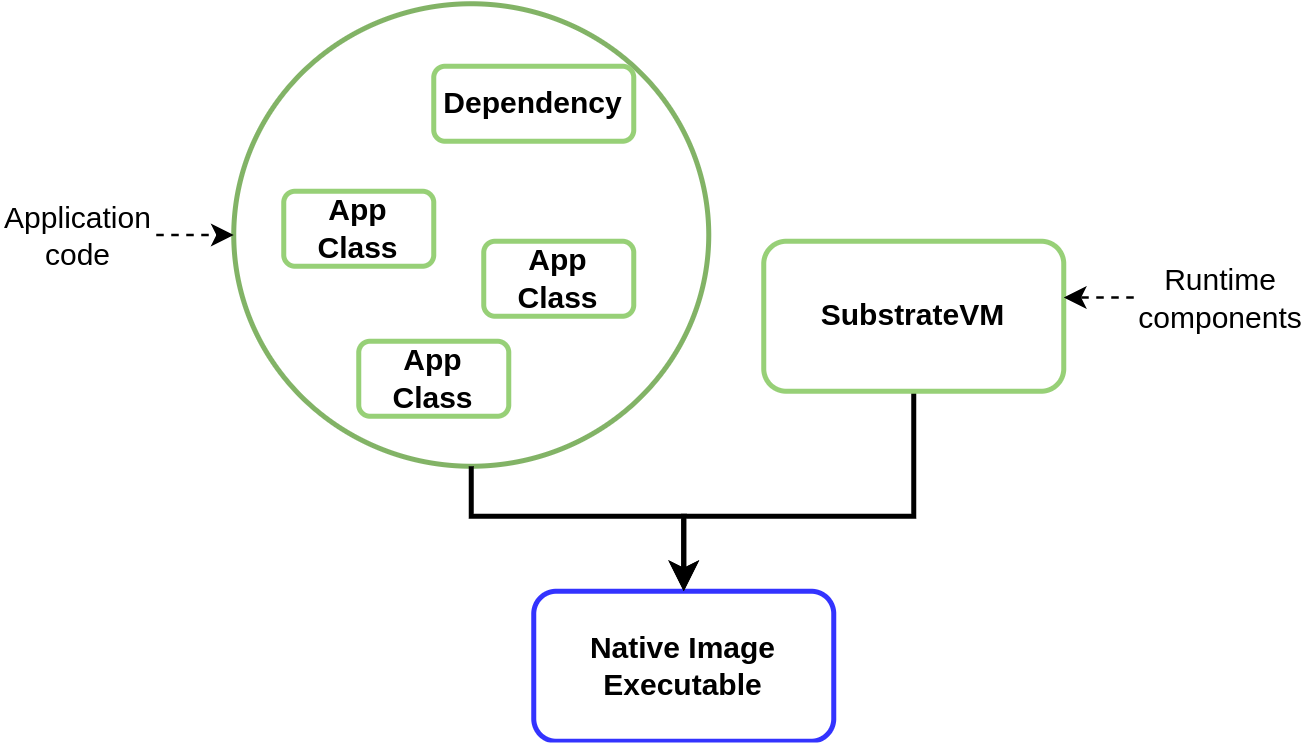 Dependency
Application
code
App
Class
App
Class
App
Class
SubstrateVM
Runtime
components
Native Image
Executable